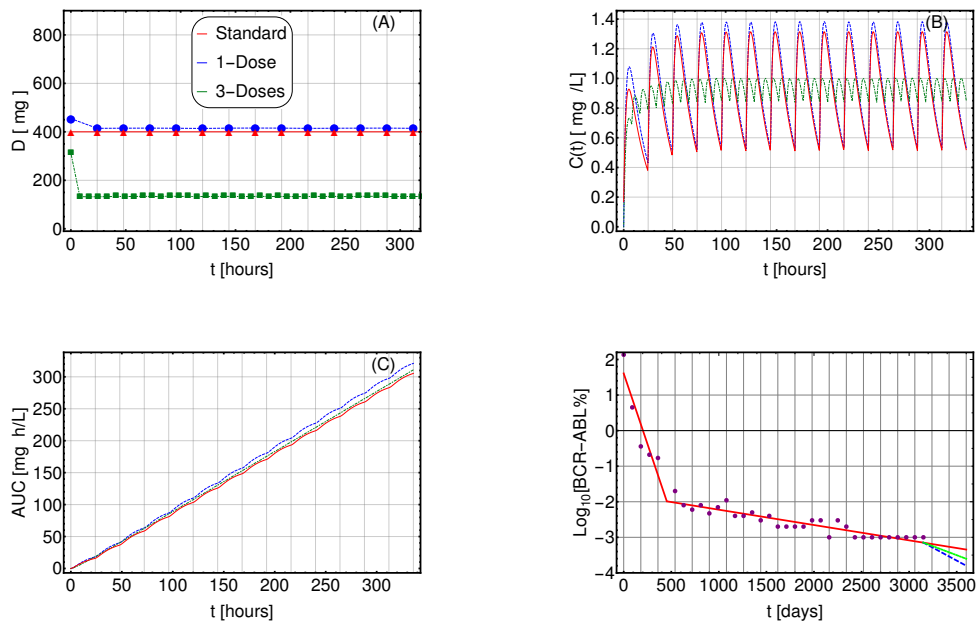 (A)
Standard
1-Dose
3-Doses
D [ mg ]
800
600
400
200
0
0 50 100 150 200 250 300
t [hours]
(B)
C(t) [ mg /L]
1.4
1.2
1.0
0.8
0.6
0.4
0.2
0.0
0 50 100 150 200 250 300
t [hours]
(C)
AUC [mg h/L]
300
250
200
150
100
50
0
0 50 100 150 200 250 300
t [hours]
Log10[BCR-ABL%]
2
1
0
-1
-2
-3
-4
0 500 1000 1500 2000 2500 3000 3500
t [days]